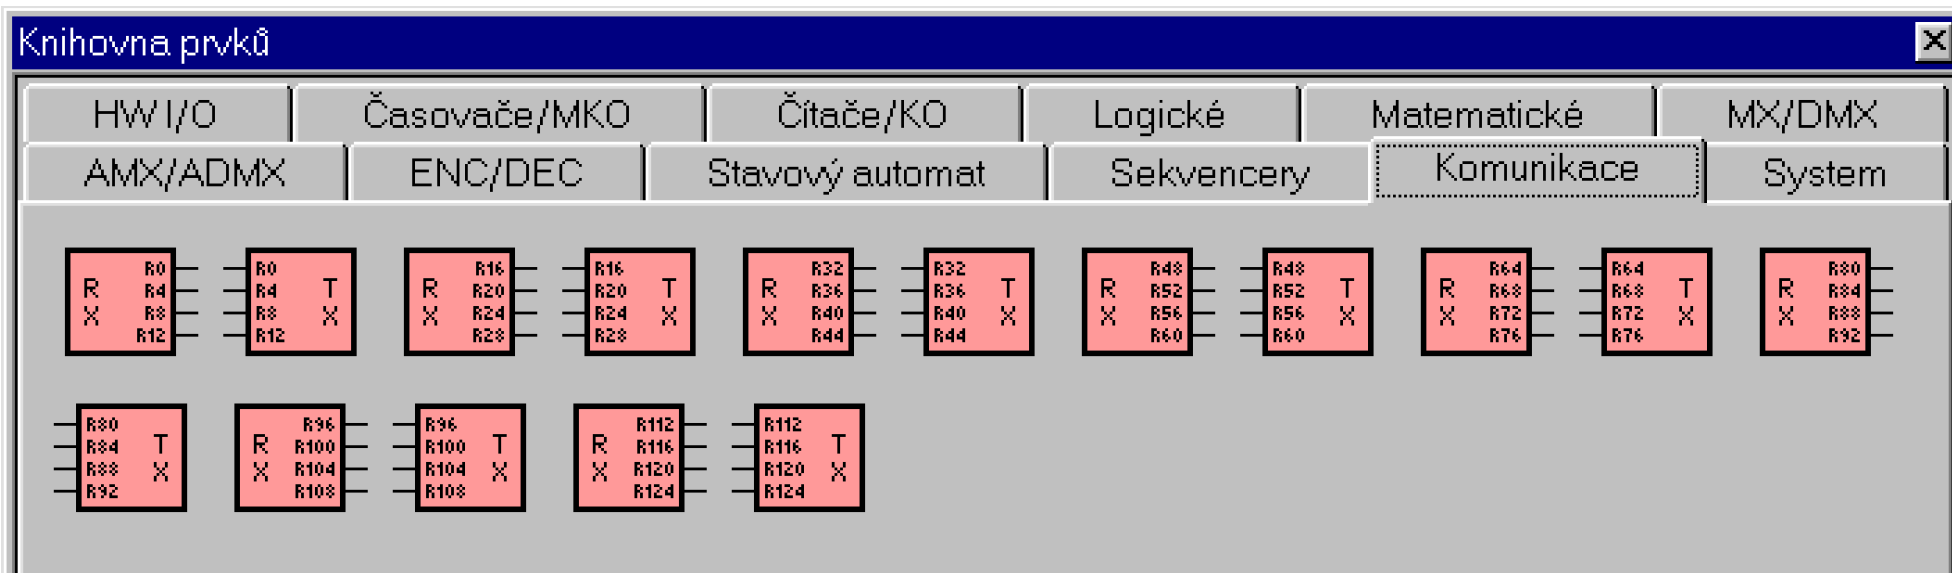 Knihovna prvků
HW I/O Časovače/MKO Čítače/KO Logické Matematické MX/DMX
AMX/ADMX ENC/DEC Stavový automat Sekvencery Komunikace System
R0 R0 R16 R16 R32 R32 R48 R48 R64 R64 R80
R R4 R4 T R R20 R20 T R R36 R36 T R R52 R52 T R R68 R68 T R R84
X R8 R8 X X R24 R24 X X R40 R40 X X R56 R56 X X R72 R72 X X R88
R12 R12 R28 R28 R44 R44 R60 R60 R76 R76 R92
R80 R96 R96 R112 R112
R84 T R R100 R100 T R R116 R116 T
R88 X X R104 R104 X X R120 R120 X
R92 R108 R108 R124 R124